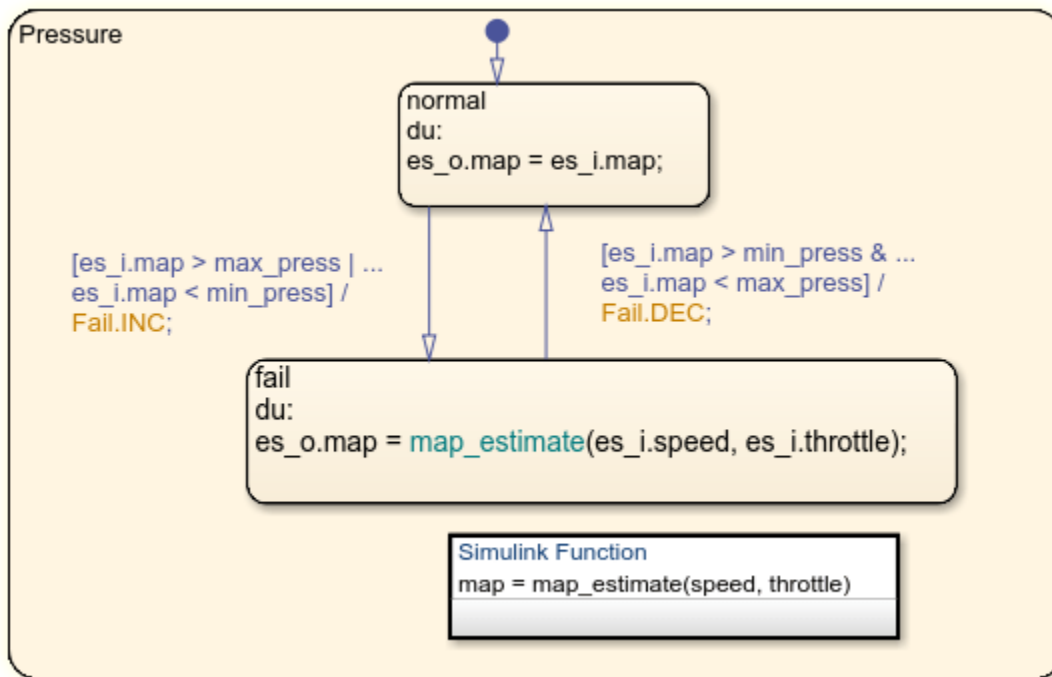 Pressure
normal
du:
es_o.map = es_i.map;
[es_i.map > max_press | ...
es_i.map < min_press] /
Fail.INC;
[es_i.map > min_press & ...
es_i.map < max_press] /
Fail.DEC;
fail
du:
es_o.map = map_estimate(es_i.speed, es_i.throttle);
Simulink Function
map = map_estimate(speed, throttle)